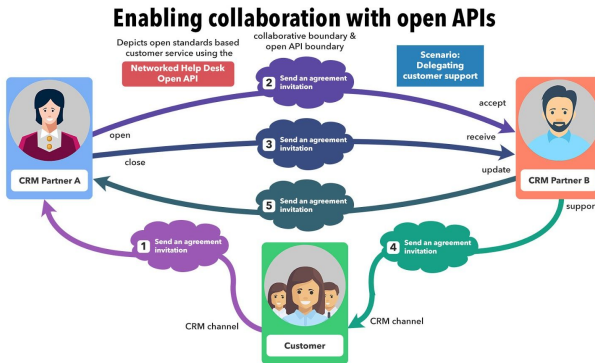 Enabling collaboration with open APIs
Depicts open standards based
customer service using the
Networked Help Desk
Open API
collaborative boundary &
open API boundary
Scenario:
Delegating
customer support
2 Send an agreement
invitation
open
accept
3 Send an agreement
invitation
close
receive
CRM Partner A
CRM Partner B
update
5 Send an agreement
invitation
support
1 Send an agreement
invitation
4 Send an agreement
invitation
CRM channel
CRM channel
Customer